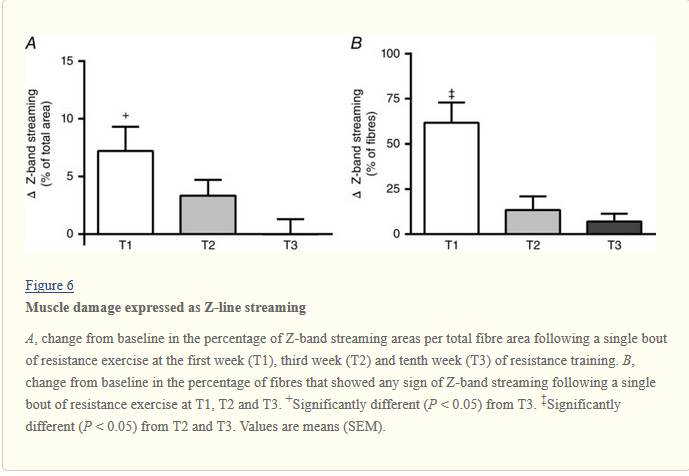 A
15
10
5
0
Δ Z-band streaming
(% of total area)
+
T1
T2
T3
B
100
75
50
25
0
Δ Z-band streaming
(% of fibres)
‡
T1
T2
T3
Figure 6
Muscle damage expressed as Z-line streaming
A, change from baseline in the percentage of Z-band streaming areas per total fibre area following a single bout
of resistance exercise at the first week (T1), third week (T2) and tenth week (T3) of resistance training. B,
change from baseline in the percentage of fibres that showed any sign of Z-band streaming following a single
bout of resistance exercise at T1, T2 and T3. +Significantly different (P < 0.05) from T3. ‡Significantly
different (P < 0.05) from T2 and T3. Values are means (SEM).